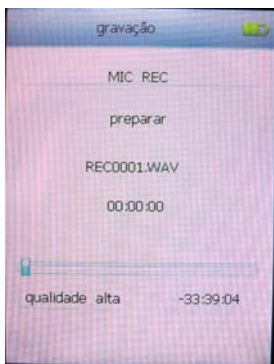 gravação
MIC REC
preparar
REC0001.WAV
00:00:00
qualidade alta -33:39:04